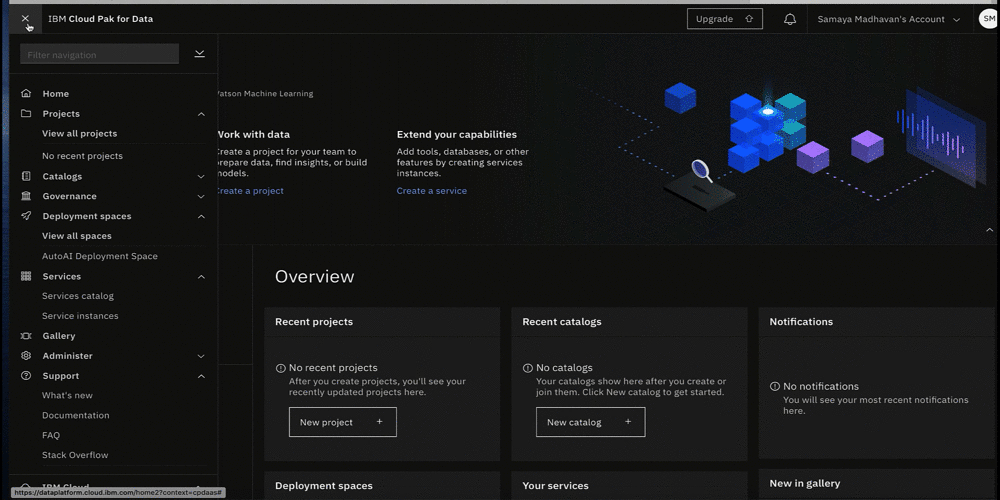 IBM Cloud Pak for Data
Upgrade
Samaya Madhavan's Account
SM
Filter navigation
Home
Projects
View all projects
No recent projects
Catalogs
Governance
Deployment spaces
View all spaces
AutoAI Deployment Space
Services
Services catalog
Service instances
Gallery
Administer
Support
What's new
Documentation
FAQ
Stack Overflow
IBM Cloud
https://dataplatform.cloud.ibm.com/home2?context=cpdaas#
Watson Machine Learning
Work with data
Create a project for your team to
prepare data, find insights, or build
models.
Create a project
Extend your capabilities
Add tools, databases, or other
features by creating services
instances.
Create a service
Overview
Recent projects
No recent projects
After you create projects, you'll see your
recently updated projects here.
New project +
Recent catalogs
No catalogs
Your catalogs show here after you create or
join them. Click New catalog to get started.
New catalog +
Notifications
No notifications
You will see your most recent notifications
here.
Deployment spaces
Your services
New in gallery